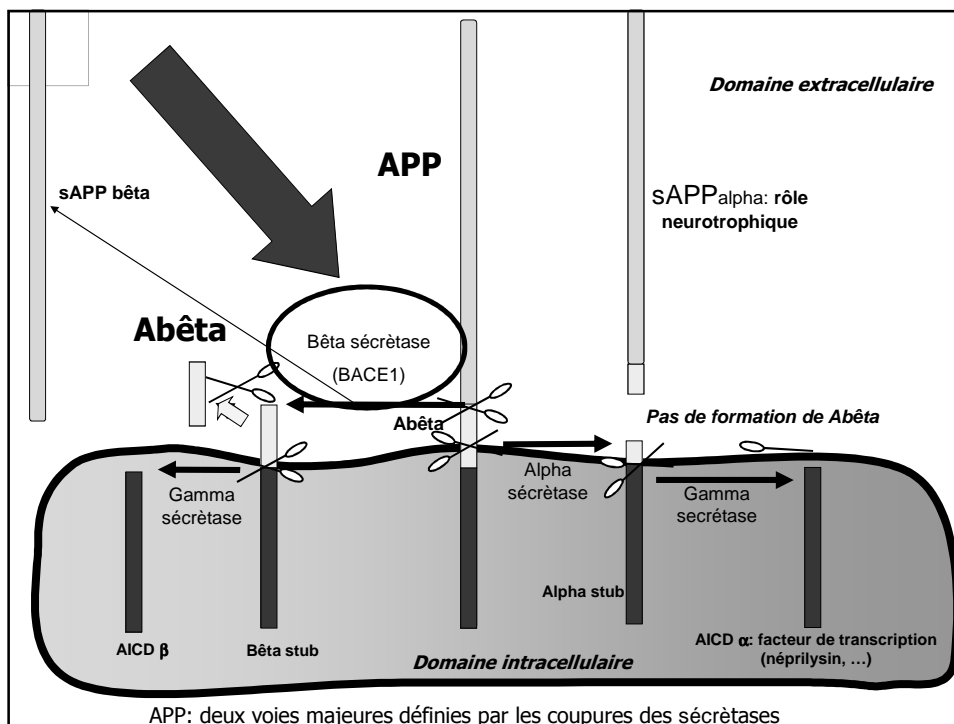 Domaine extracellulaire
APP
sAPP bêta
sAPPalpha: rôle
neurotrophique
Abêta
Bêta sécrètase
(BACE1)
Abêta
Pas de formation de Abêta
Gamma
sécrètase
Alpha
sécrètase
Gamma
secrétase
Alpha stub
AICD β
Bêta stub
Domaine intracellulaire
AICD α: facteur de transcription
(néprilysin, …)
APP: deux voies majeures définies par les coupures des sécrètases